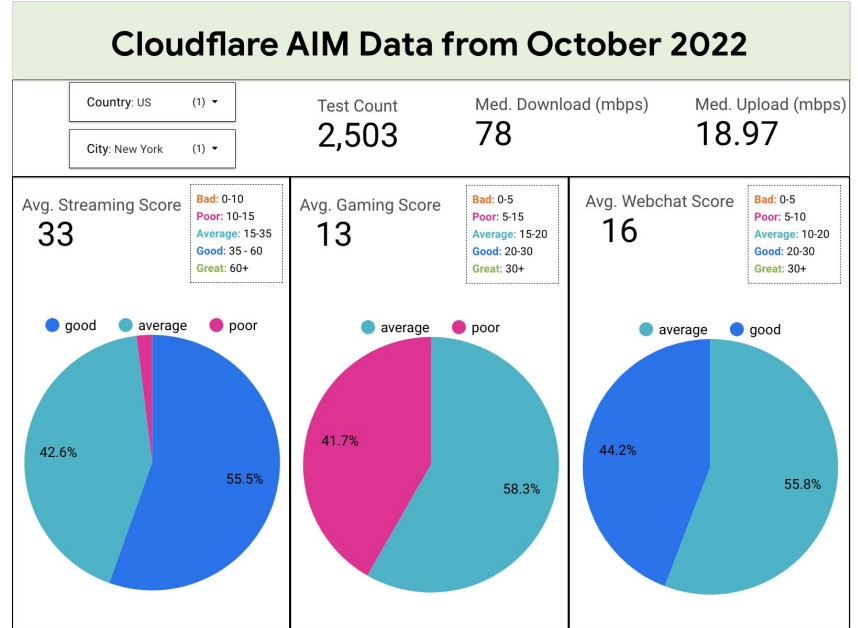 Cloudflare AIM Data from October 2022
Country: US (1)
City: New York (1)
Test Count
2,503
Med. Download (mbps)
78
Med. Upload (mbps)
18.97
Avg. Streaming Score
33
Bad: 0-10
Poor: 10-15
Average: 15-35
Good: 35 - 60
Great: 60+
good average poor
42.6%
55.5%
Avg. Gaming Score
13
Bad: 0-5
Poor: 5-15
Average: 15-20
Good: 20-30
Great: 30+
average poor
41.7%
58.3%
Avg. Webchat Score
16
Bad: 0-5
Poor: 5-10
Average: 10-20
Good: 20-30
Great: 30+
average good
44.2%
55.8%